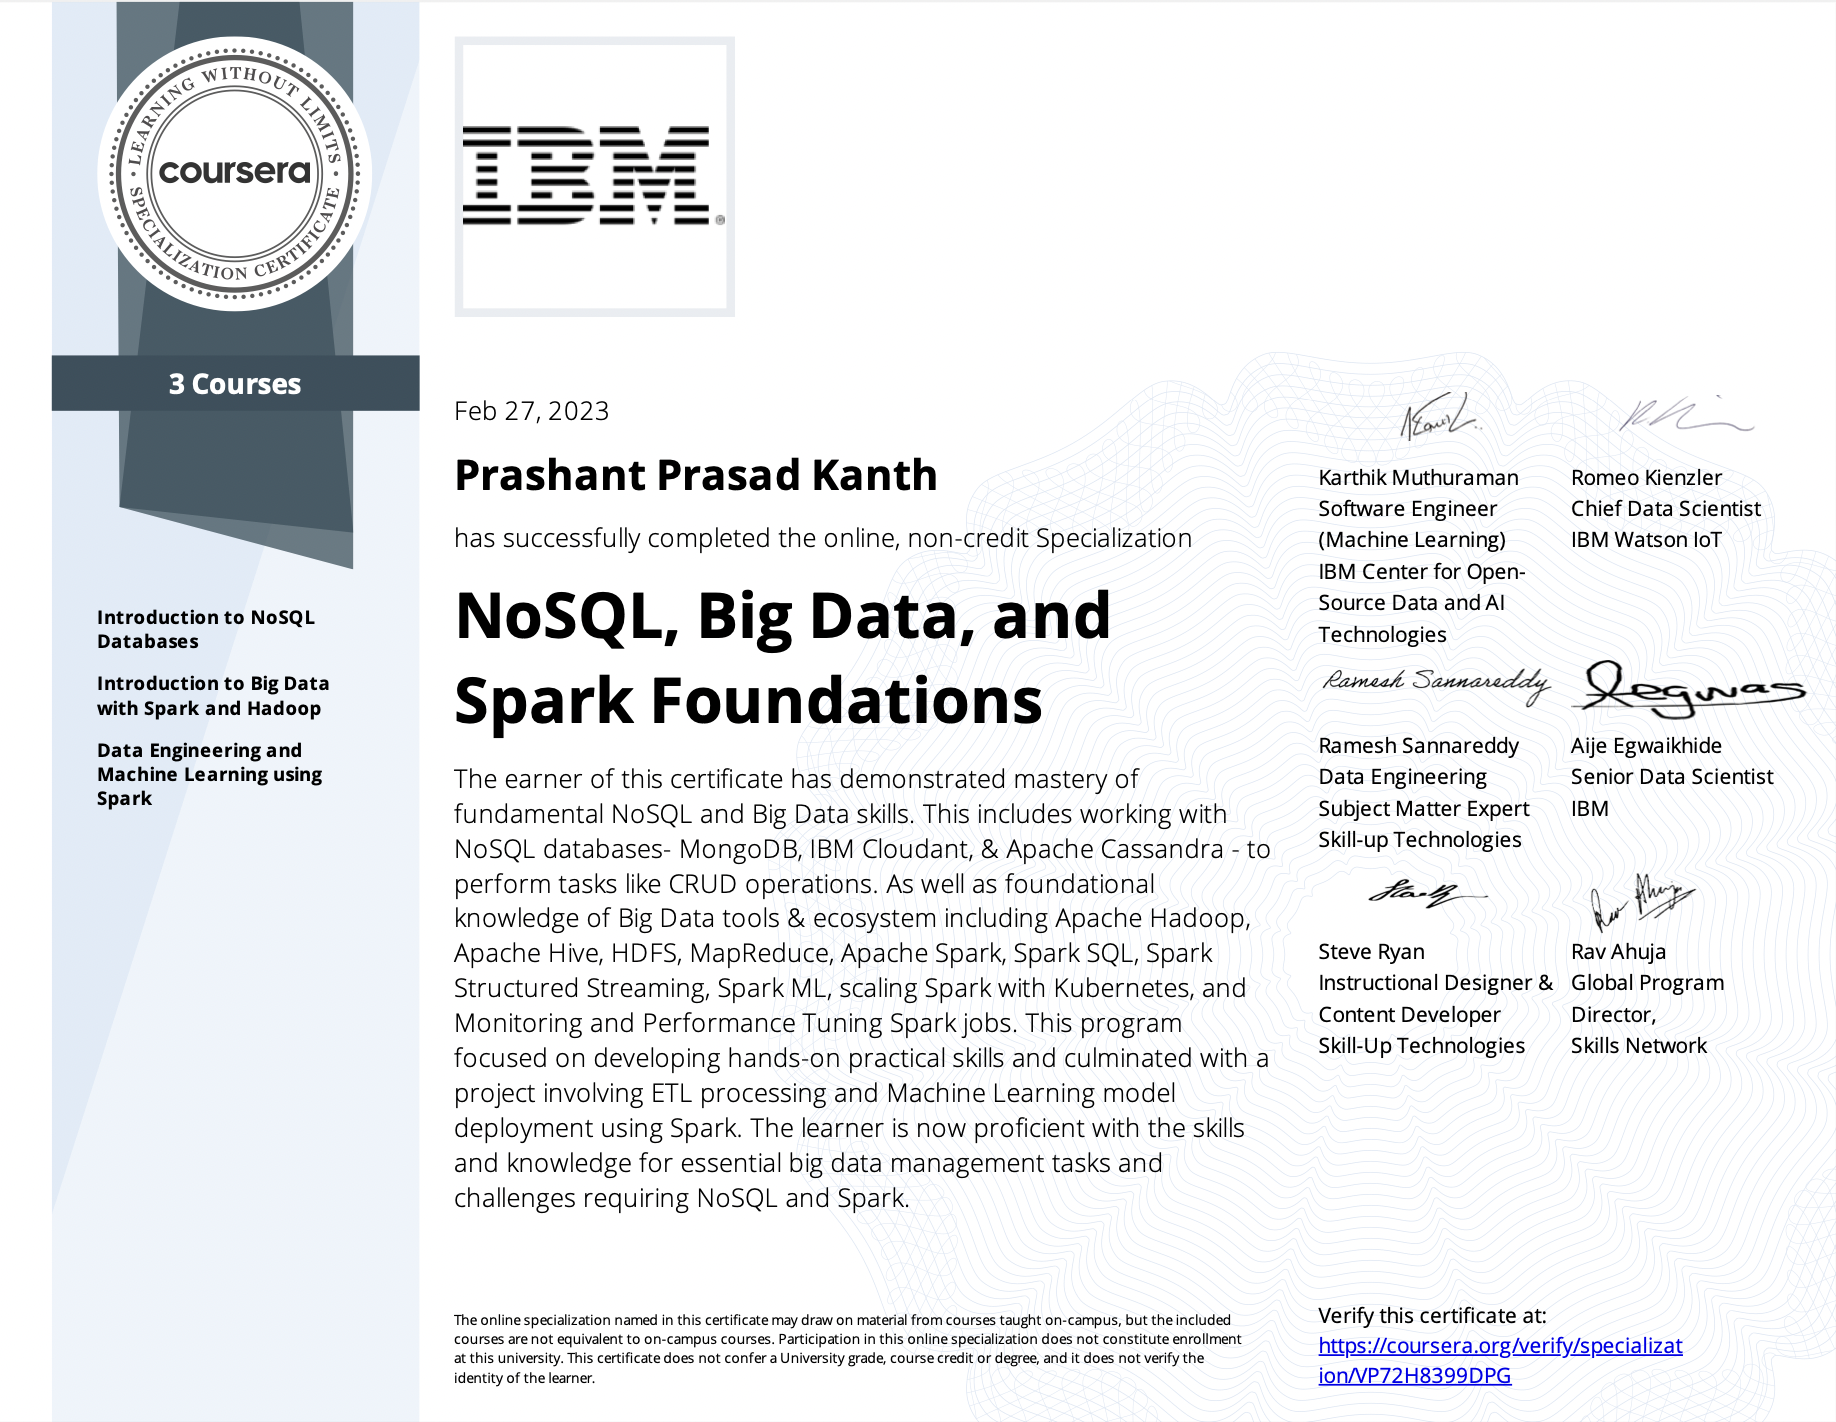 LEARNING WITHOUT LIMITS
coursera
SPECIALIZATION CERTIFICATE
3 Courses
Introduction to NoSQL
Databases
Introduction to Big Data
with Spark and Hadoop
Data Engineering and
Machine Learning using
Spark
IBM®
Feb 27, 2023
Prashant Prasad Kanth
has successfully completed the online, non-credit Specialization
NoSQL, Big Data, and
Spark Foundations
The earner of this certificate has demonstrated mastery of
fundamental NoSQL and Big Data skills. This includes working with
NoSQL databases- MongoDB, IBM Cloudant, & Apache Cassandra - to
perform tasks like CRUD operations. As well as foundational
knowledge of Big Data tools & ecosystem including Apache Hadoop,
Apache Hive, HDFS, MapReduce, Apache Spark, Spark SQL, Spark
Structured Streaming, Spark ML, scaling Spark with Kubernetes, and
Monitoring and Performance Tuning Spark jobs. This program
focused on developing hands-on practical skills and culminated with a
project involving ETL processing and Machine Learning model
deployment using Spark. The learner is now proficient with the skills
and knowledge for essential big data management tasks and
challenges requiring NoSQL and Spark.
The online specialization named in this certificate may draw on material from courses taught on-campus, but the included
courses are not equivalent to on-campus courses. Participation in this online specialization does not constitute enrollment
at this university. This certificate does not confer a University grade, course credit or degree, and it does not verify the
identity of the learner.
Karthik Muthuraman
Software Engineer
(Machine Learning)
IBM Center for Open-
Source Data and AI
Technologies
Romeo Kienzler
Chief Data Scientist
IBM Watson IoT
Ramesh Sannareddy
Ramesh Sannareddy
Data Engineering
Subject Matter Expert
Skill-up Technologies
Aije Egwaikhide
Senior Data Scientist
IBM
Steve Ryan
Instructional Designer &
Content Developer
Skill-Up Technologies
Rav Ahuja
Rav Ahuja
Global Program
Director,
Skills Network
Verify this certificate at:
https://coursera.org/verify/specializat
ion/VP72H8399DPG